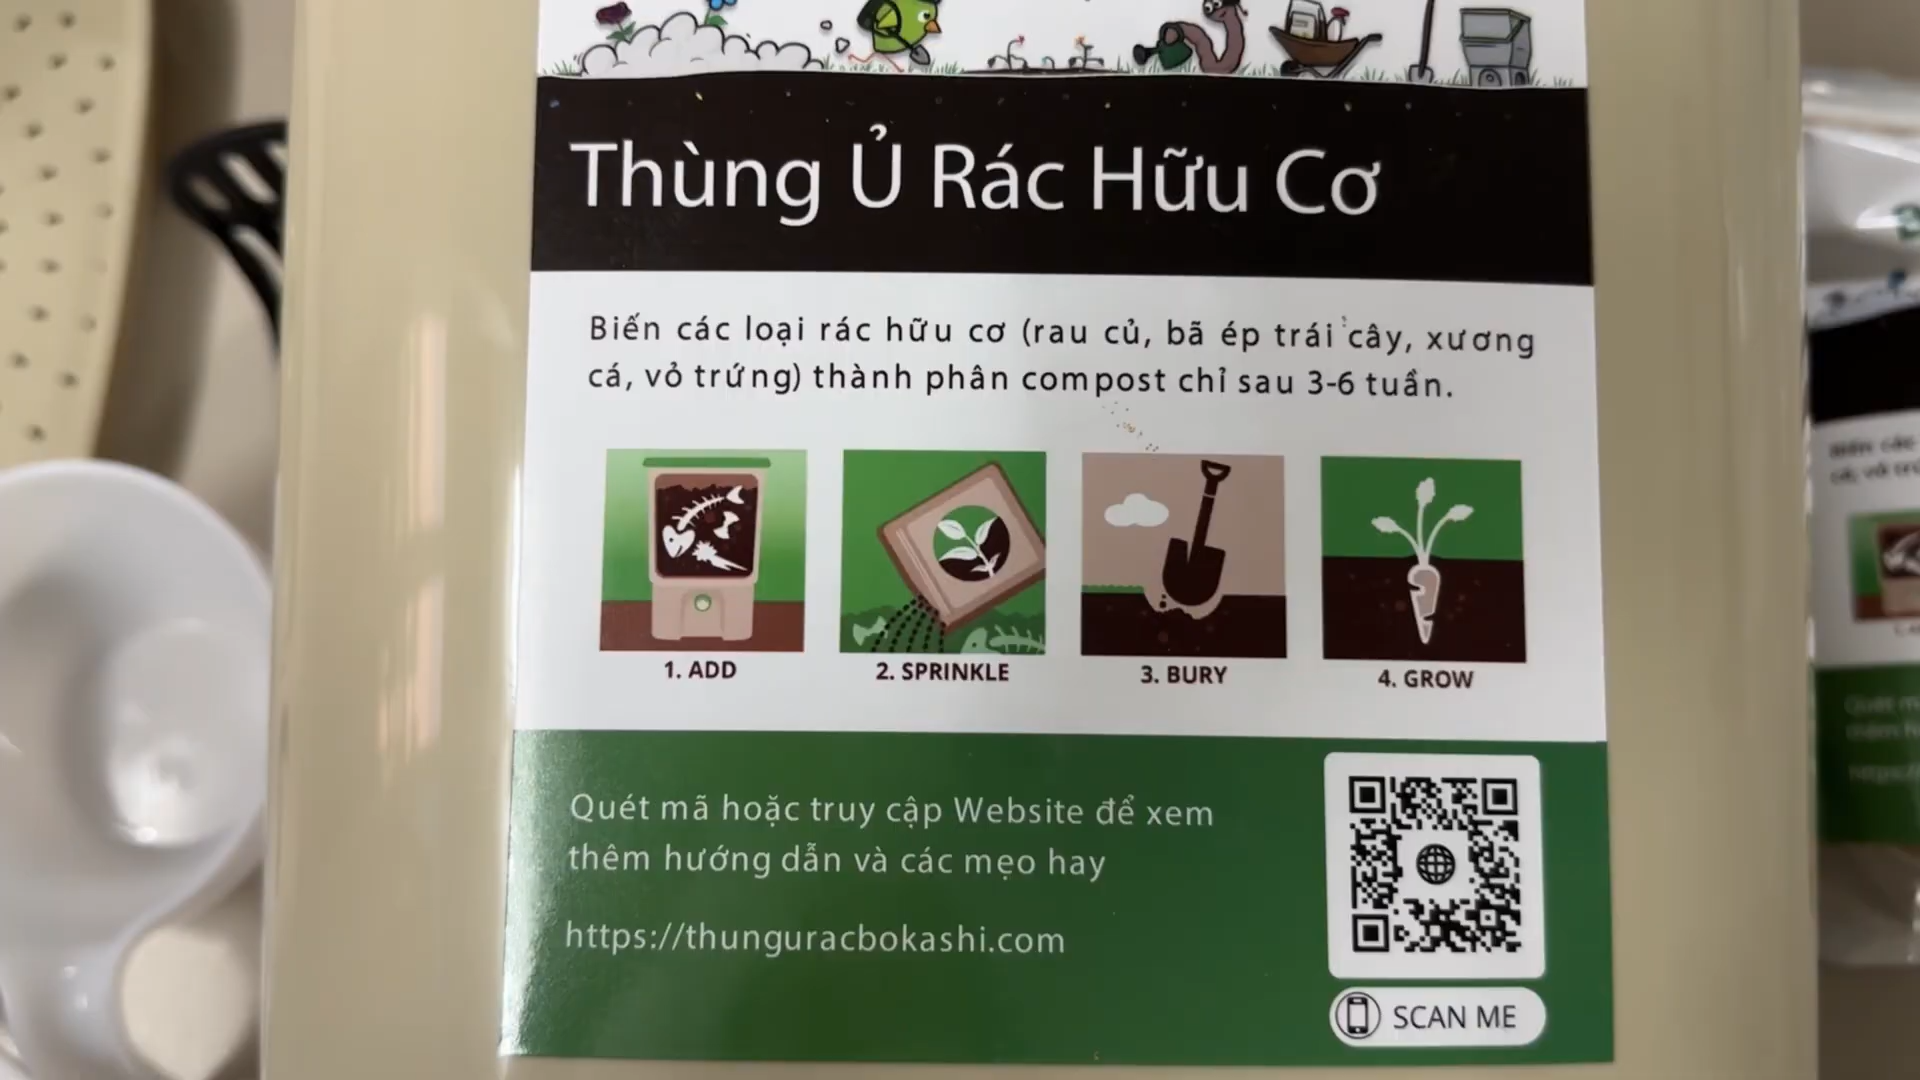 Thùng Ủ Rác Hữu Cơ
Biến các loại rác hữu cơ (rau củ, bã ép trái cây, xương
cá, vỏ trứng) thành phân compost chỉ sau 3-6 tuần.
1. ADD
2. SPRINKLE
3. BURY
4. GROW
Quét mã hoặc truy cập Website để xem
thêm hướng dẫn và các mẹo hay
https://thunguracbokashi.com
SCAN ME